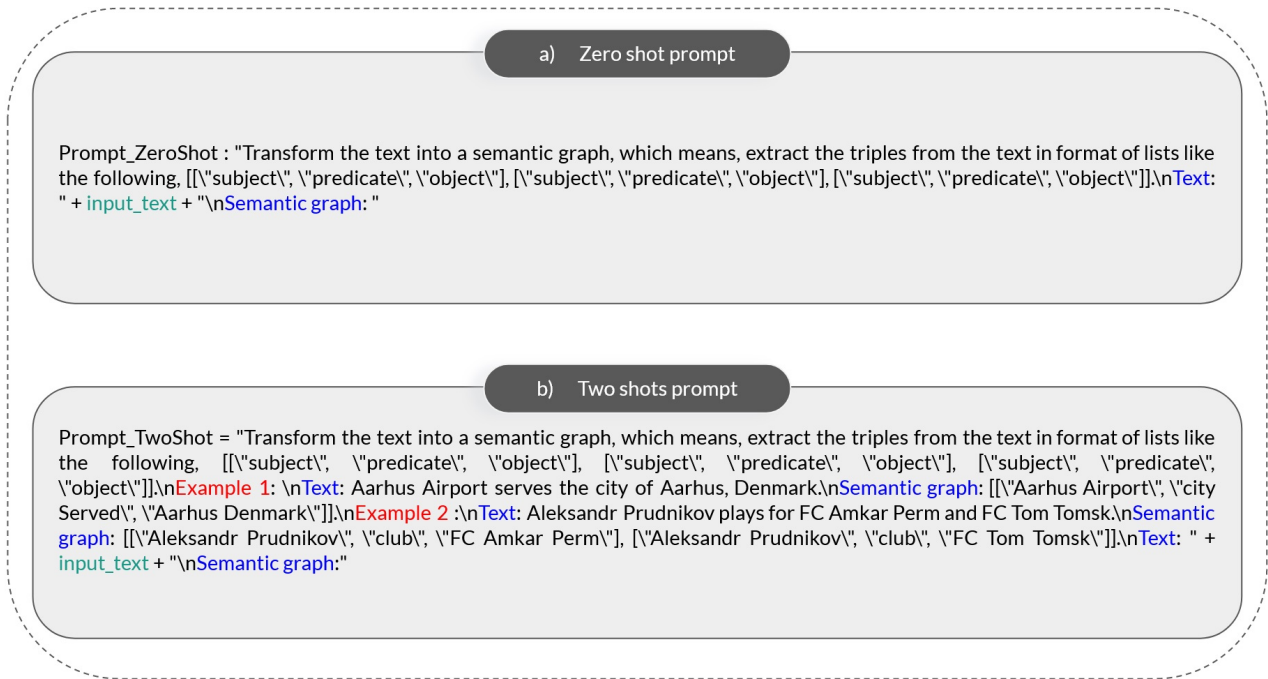 a) Zero shot prompt
Prompt_ZeroShot : "Transform the text into a semantic graph, which means, extract the triples from the text in format of lists like
the following, [[\"subject\", \"predicate\", \"object\"], [\"subject\", \"predicate\", \"object\"], [\"subject\", \"predicate\", \"object\"]].\nText:
" + input_text + "\nSemantic graph: "
b) Two shots prompt
Prompt_TwoShot = "Transform the text into a semantic graph, which means, extract the triples from the text in format of lists like
the following, [[\"subject\", \"predicate\", \"object\"], [\"subject\", \"predicate\", \"object\"], [\"subject\", \"predicate\",
\"object\"]].\nExample 1: \nText: Aarhus Airport serves the city of Aarhus, Denmark.\nSemantic graph: [[\"Aarhus Airport\", \"city
Served\", \"Aarhus Denmark\"]].\nExample 2 :\nText: Aleksandr Prudnikov plays for FC Amkar Perm and FC Tom Tomsk.\nSemantic
graph: [[\"Aleksandr Prudnikov\", \"club\", \"FC Amkar Perm\"], [\"Aleksandr Prudnikov\", \"club\", \"FC Tom Tomsk\"]].\nText: " +
input_text + "\nSemantic graph:"